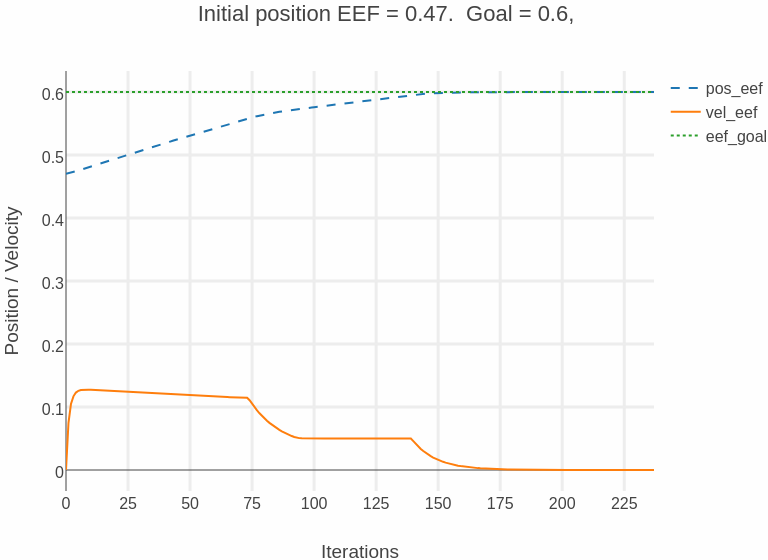 Initial position EEF = 0.47.  Goal = 0.6,
pos_eef
vel_eef
eef_goal
Position / Velocity
0.6
0.5
0.4
0.3
0.2
0.1
0
0 25 50 75 100 125 150 175 200 225
Iterations